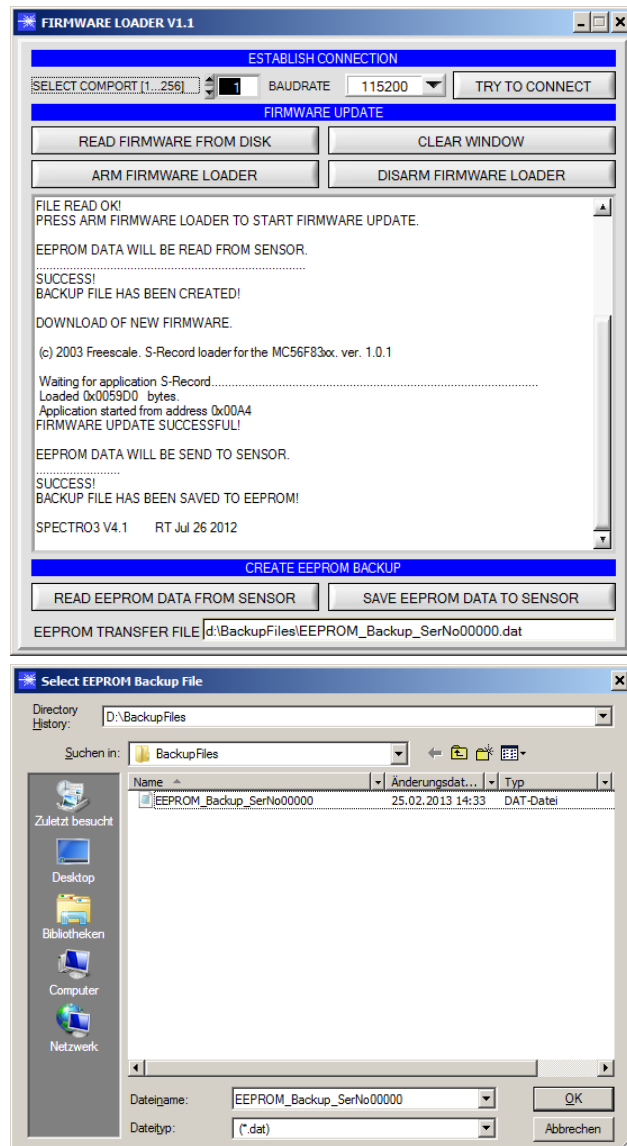 FIRMWARE LOADER V1.1
ESTABLISH CONNECTION
SELECT COMPORT [1...256] 1 BAUDRATE 115200 TRY TO CONNECT
FIRMWARE UPDATE
READ FIRMWARE FROM DISK CLEAR WINDOW
ARM FIRMWARE LOADER DISARM FIRMWARE LOADER
FILE READ OK!
PRESS ARM FIRMWARE LOADER TO START FIRMWARE UPDATE.
EEPROM DATA WILL BE READ FROM SENSOR.
..........................................................................
SUCCESS!
BACKUP FILE HAS BEEN CREATED!
DOWNLOAD OF NEW FIRMWARE.
(c) 2003 Freescale. S-Record loader for the MC56F83xx. ver. 1.0.1
Waiting for application S-Record..........................................................................................
Loaded 0x0059D0 bytes.
Application started from address 0x00A4
FIRMWARE UPDATE SUCCESSFUL!
EEPROM DATA WILL BE SEND TO SENSOR.
.......................
SUCCESS!
BACKUP FILE HAS BEEN SAVED TO EEPROM!
SPECTRO3 V4.1 RT Jul 26 2012
CREATE EEPROM BACKUP
READ EEPROM DATA FROM SENSOR SAVE EEPROM DATA TO SENSOR
EEPROM TRANSFER FILE d:\BackupFiles\EEPROM_Backup_SerNo00000.dat
Select EEPROM Backup File
Directory History: D:\BackupFiles
Suchen in: BackupFiles
Name Änderungsdat... Typ
EEPROM_Backup_SerNo00000 25.02.2013 14:33 DAT-Datei
Zuletzt besucht
Desktop
Bibliotheken
Computer
Netzwerk
Dateiname: EEPROM_Backup_SerNo00000 OK
Dateityp: (*.dat) Abbrechen